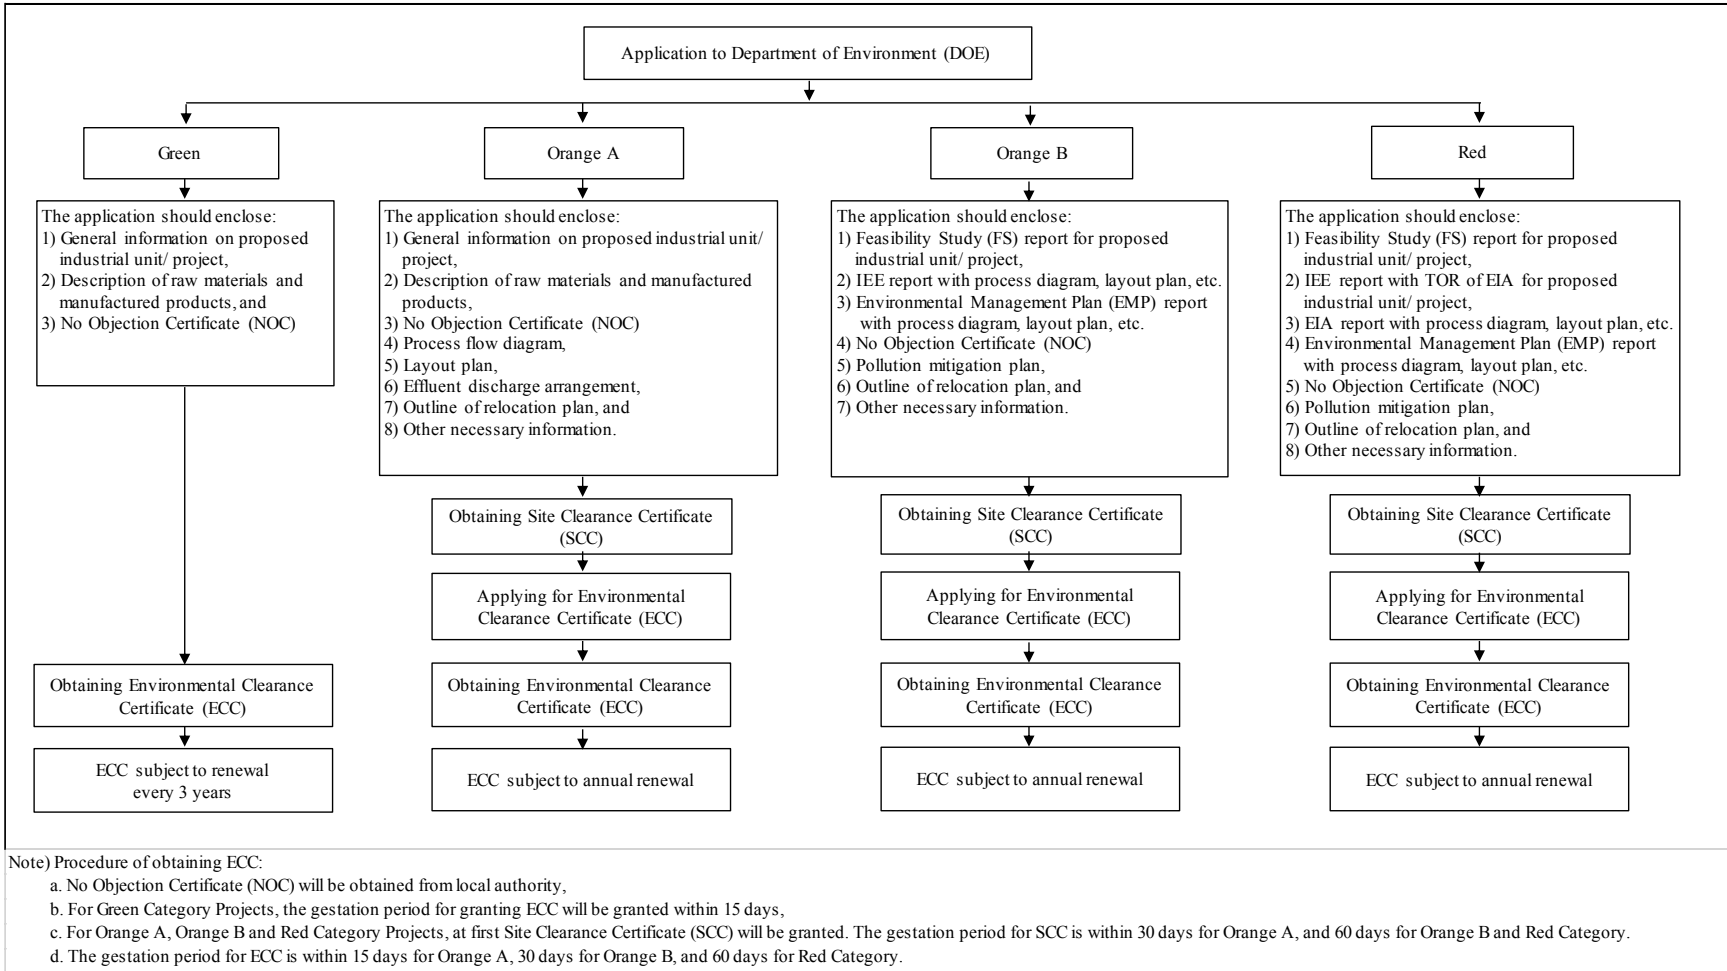 Application to Department of Environment (DOE)
Green
Orange A
Orange B
Red
The application should enclose:
1) General information on proposed
industrial unit/ project,
2) Description of raw materials and
manufactured products, and
3) No Objection Certificate (NOC)
The application should enclose:
1) General information on proposed industrial unit/
project,
2) Description of raw materials and manufactured
products,
3) No Objection Certificate (NOC)
4) Process flow diagram,
5) Layout plan,
6) Effluent discharge arrangement,
7) Outline of relocation plan, and
8) Other necessary information.
The application should enclose:
1) Feasibility Study (FS) report for proposed
industrial unit/ project,
2) IEE report with process diagram, layout plan, etc.
3) Environmental Management Plan (EMP) report
with process diagram, layout plan, etc.
4) No Objection Certificate (NOC)
5) Pollution mitigation plan,
6) Outline of relocation plan, and
7) Other necessary information.
The application should enclose:
1) Feasibility Study (FS) report for proposed
industrial unit/ project,
2) IEE report with TOR of EIA for proposed
industrial unit/ project,
3) EIA report with process diagram, layout plan, etc.
4) Environmental Management Plan (EMP) report
with process diagram, layout plan, etc.
5) No Objection Certificate (NOC)
6) Pollution mitigation plan,
7) Outline of relocation plan, and
8) Other necessary information.
Obtaining Site Clearance Certificate
(SCC)
Obtaining Site Clearance Certificate
(SCC)
Obtaining Site Clearance Certificate
(SCC)
Applying for Environmental
Clearance Certificate (ECC)
Applying for Environmental
Clearance Certificate (ECC)
Applying for Environmental
Clearance Certificate (ECC)
Obtaining Environmental Clearance
Certificate (ECC)
Obtaining Environmental Clearance
Certificate (ECC)
Obtaining Environmental Clearance
Certificate (ECC)
Obtaining Environmental Clearance
Certificate (ECC)
ECC subject to renewal
every 3 years
ECC subject to annual renewal
ECC subject to annual renewal
ECC subject to annual renewal
Note) Procedure of obtaining ECC:
a. No Objection Certificate (NOC) will be obtained from local authority,
b. For Green Category Projects, the gestation period for granting ECC will be granted within 15 days,
c. For Orange A, Orange B and Red Category Projects, at first Site Clearance Certificate (SCC) will be granted. The gestation period for SCC is within 30 days for Orange A, and 60 days for Orange B and Red Category.
d. The gestation period for ECC is within 15 days for Orange A, 30 days for Orange B, and 60 days for Red Category.